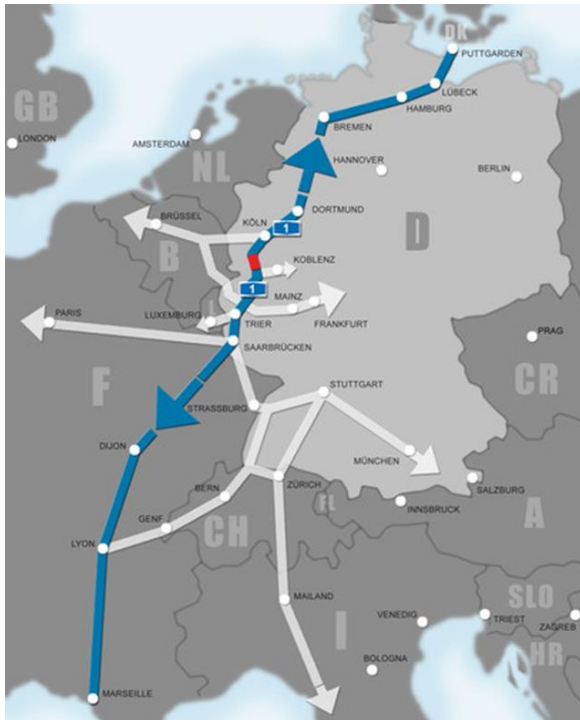 DK
PUTTGARDEN
LÜBECK
HAMBURG
BREMEN
GB
LONDON
AMSTERDAM
HANNOVER
BERLIN
NL
D
DORTMUND
BRÜSSEL
KÖLN
1
B
KOBLENZ
1
MAINZ
L
LUXEMBURG
TRIER
FRANKFURT
PARIS
SAARBRÜCKEN
PRAG
CR
F
STUTTGART
STRASSBURG
DIJON
MÜNCHEN
BERN
ZÜRICH
SALZBURG
FL
INNSBRUCK
A
GENF
CH
LYON
MAILAND
SLO
VENEDIG
TRIEST
ZAGREB
I
HR
BOLOGNA
MARSEILLE